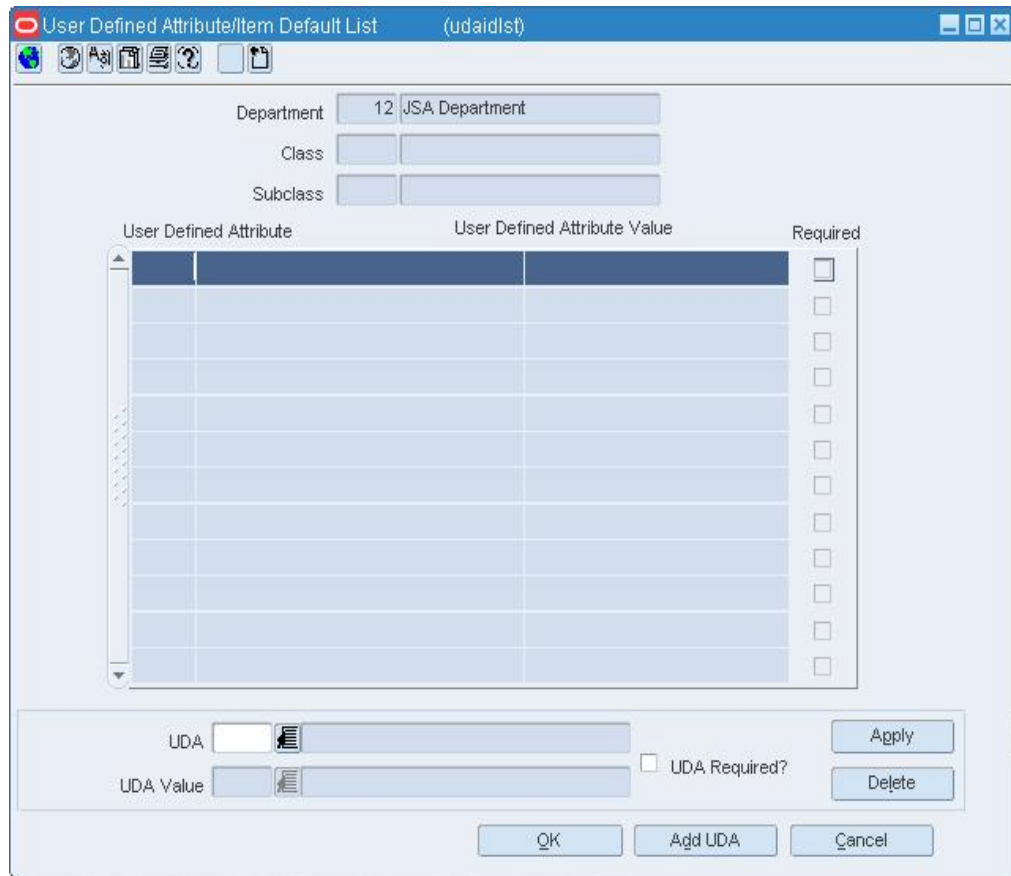 User Defined Attribute/Item Default List (udaidlsf)
Department 12 JSA Department
Class
Subclass
User Defined Attribute User Defined Attribute Value Required
UDA Apply
UDA Required?
UDA Value Delete
OK Add UDA Cancel